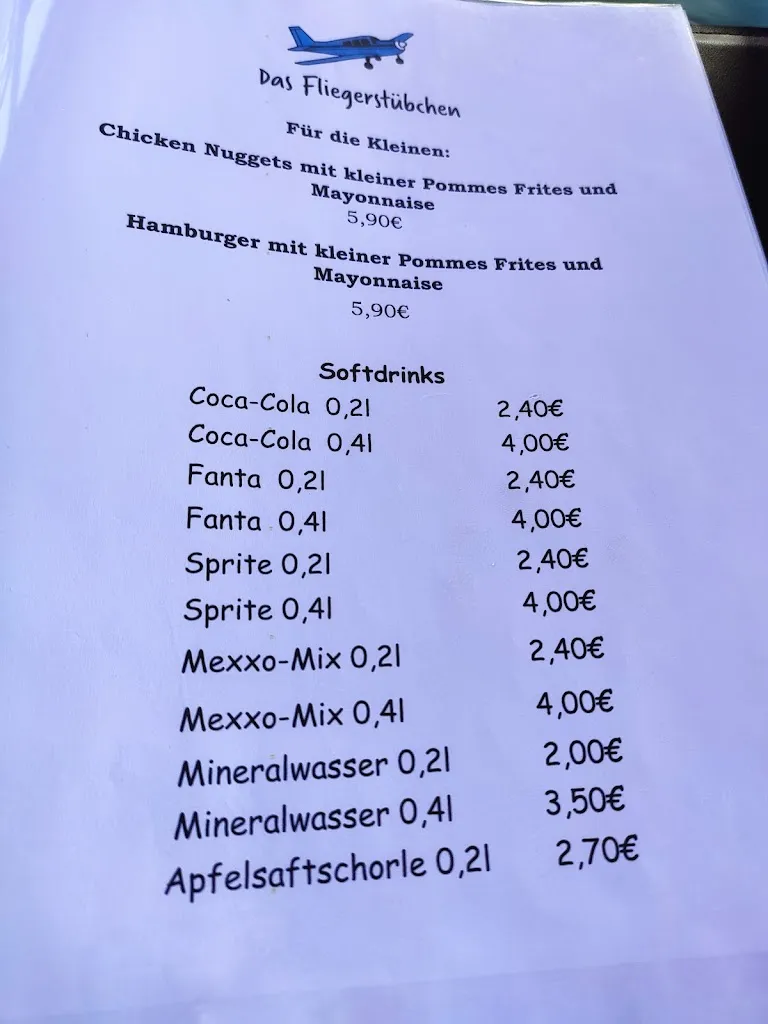 Das Fliegerstübchen
Für die Kleinen:
Chicken Nuggets mit kleiner Pommes Frites und
Mayonnaise
5,90€
Hamburger mit kleiner Pommes Frites und
Mayonnaise
5,90€
Softdrinks
Coca-Cola 0,2l 2,40€
Coca-Cola 0,4l 4,00€
Fanta 0,2l 2,40€
Fanta 0,4l 4,00€
Sprite 0,2l 2,40€
Sprite 0,4l 4,00€
Mexxo-Mix 0,2l 2,40€
Mexxo-Mix 0,4l 4,00€
Mineralwasser 0,2l 2,00€
Mineralwasser 0,4l 3,50€
Apfelsaftschorle 0,2l 2,70€